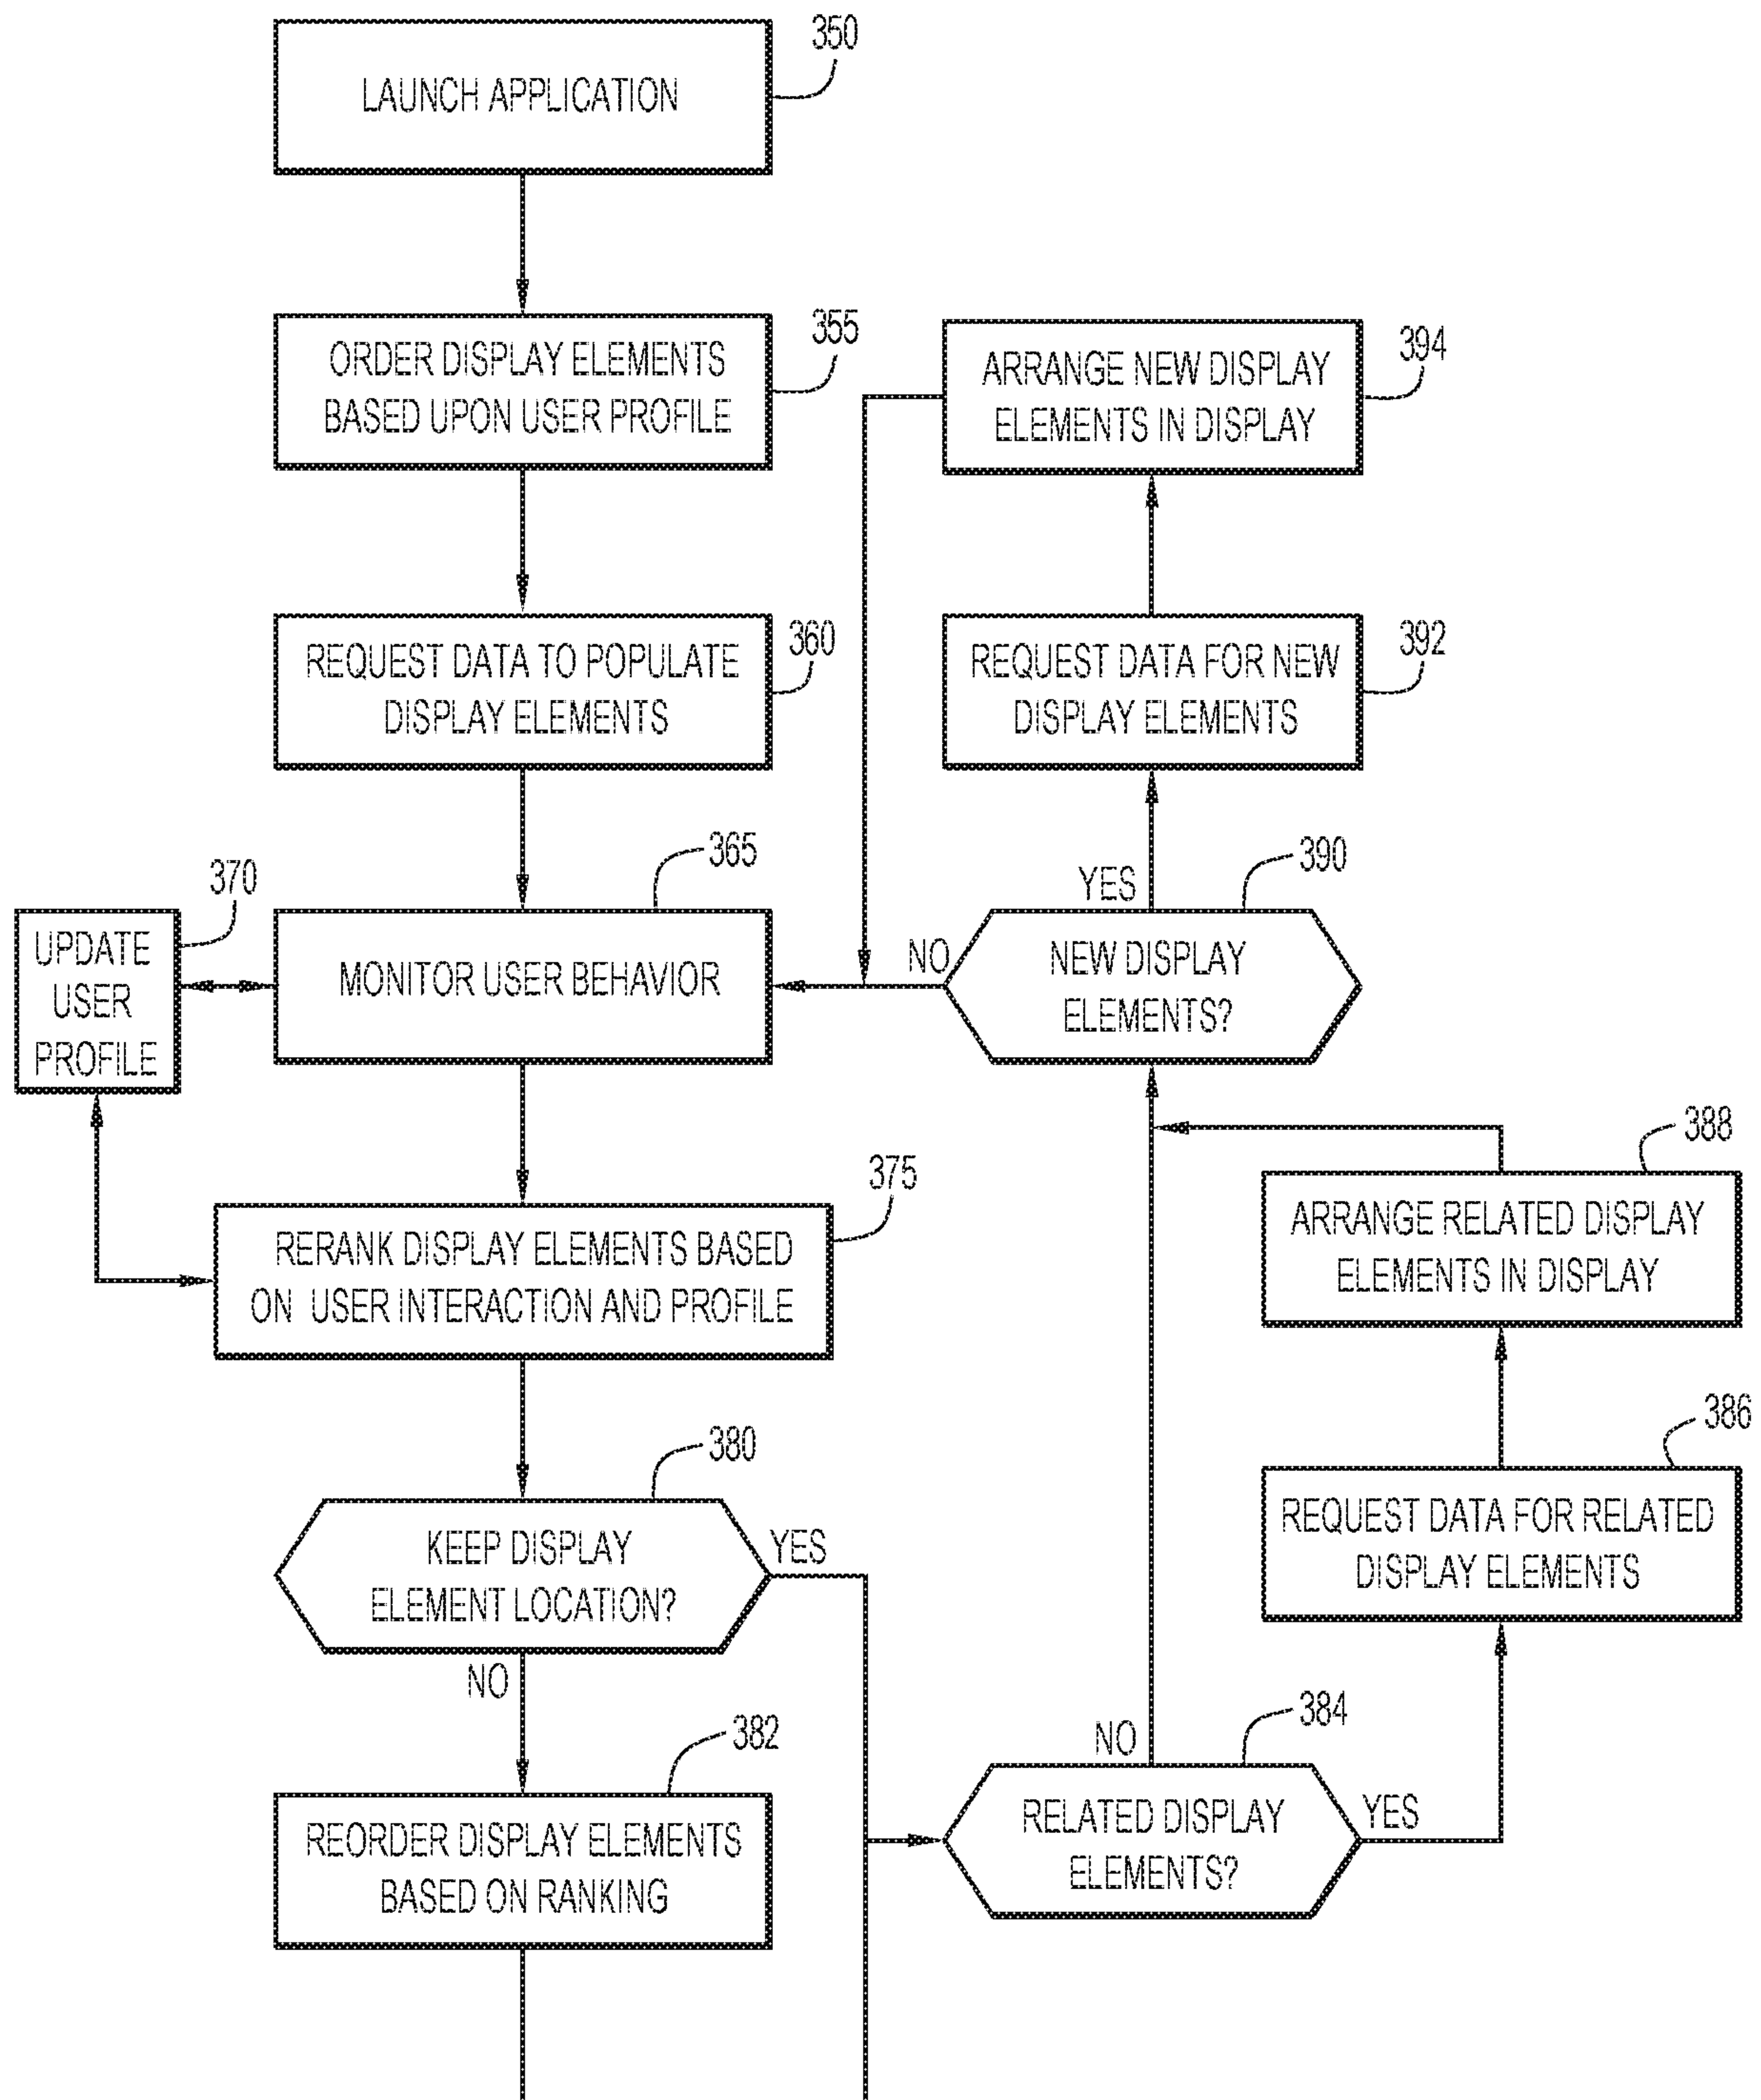 350
LAUNCH APPLICATION
355
ORDER DISPLAY ELEMENTS
BASED UPON USER PROFILE
360
REQUEST DATA TO POPULATE
DISPLAY ELEMENTS
365
MONITOR USER BEHAVIOR
370
UPDATE
USER
PROFILE
375
RERANK DISPLAY ELEMENTS BASED
ON USER INTERACTION AND PROFILE
380
KEEP DISPLAY
ELEMENT LOCATION?
YES
NO
382
REORDER DISPLAY ELEMENTS
BASED ON RANKING
384
RELATED DISPLAY
ELEMENTS?
NO
YES
386
REQUEST DATA FOR RELATED
DISPLAY ELEMENTS
388
ARRANGE RELATED DISPLAY
ELEMENTS IN DISPLAY
390
NEW DISPLAY
ELEMENTS?
NO
YES
392
REQUEST DATA FOR NEW
DISPLAY ELEMENTS
394
ARRANGE NEW DISPLAY
ELEMENTS IN DISPLAY